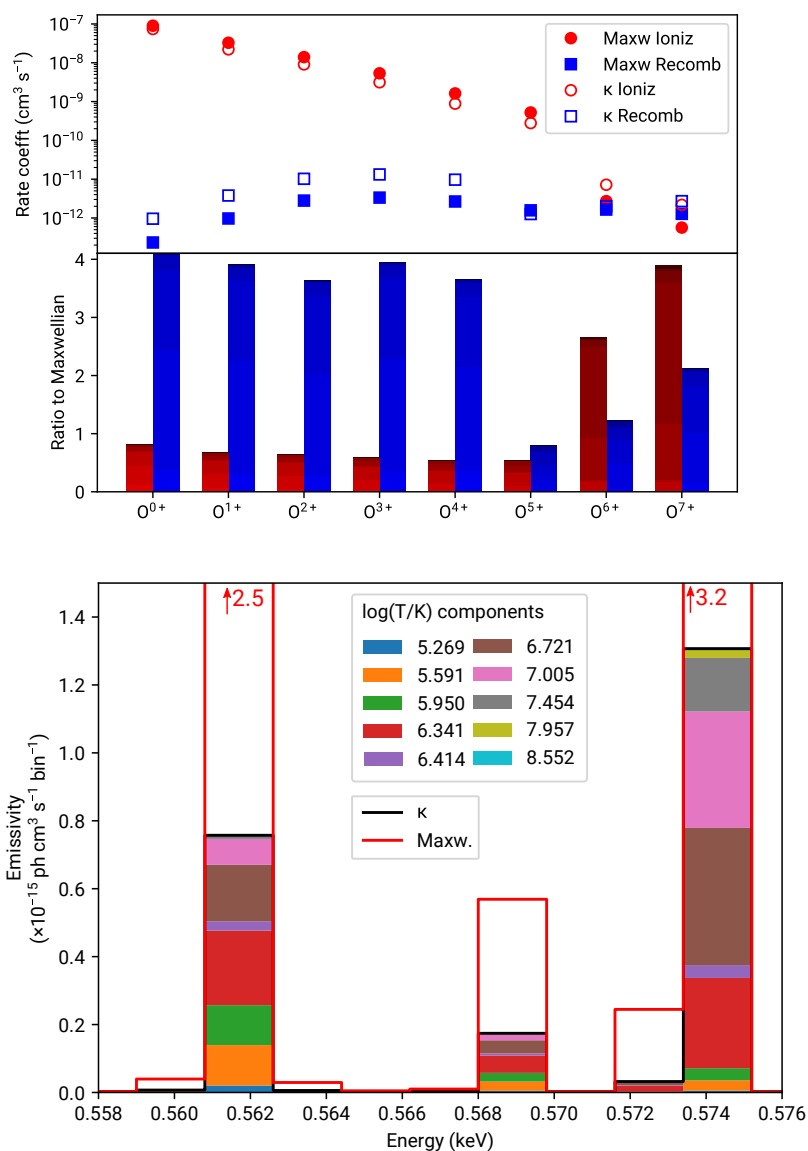 Rate coefft (cm³ s⁻¹)
10⁻⁷
10⁻⁸
10⁻⁹
10⁻¹⁰
10⁻¹¹
10⁻¹²
Maxw Ioniz
Maxw Recomb
κ Ioniz
κ Recomb
Ratio to Maxwellian
4
3
2
1
0
O⁰⁺ O¹⁺ O²⁺ O³⁺ O⁴⁺ O⁵⁺ O⁶⁺ O⁷⁺
Emissivity
(×10⁻¹⁵ ph cm³ s⁻¹ bin⁻¹)
1.4
1.2
1.0
0.8
0.6
0.4
0.2
0.0
↑2.5
↑3.2
log(T/K) components
5.269 6.721
5.591 7.005
5.950 7.454
6.341 7.957
6.414 8.552
κ
Maxw.
0.558 0.560 0.562 0.564 0.566 0.568 0.570 0.572 0.574 0.576
Energy (keV)